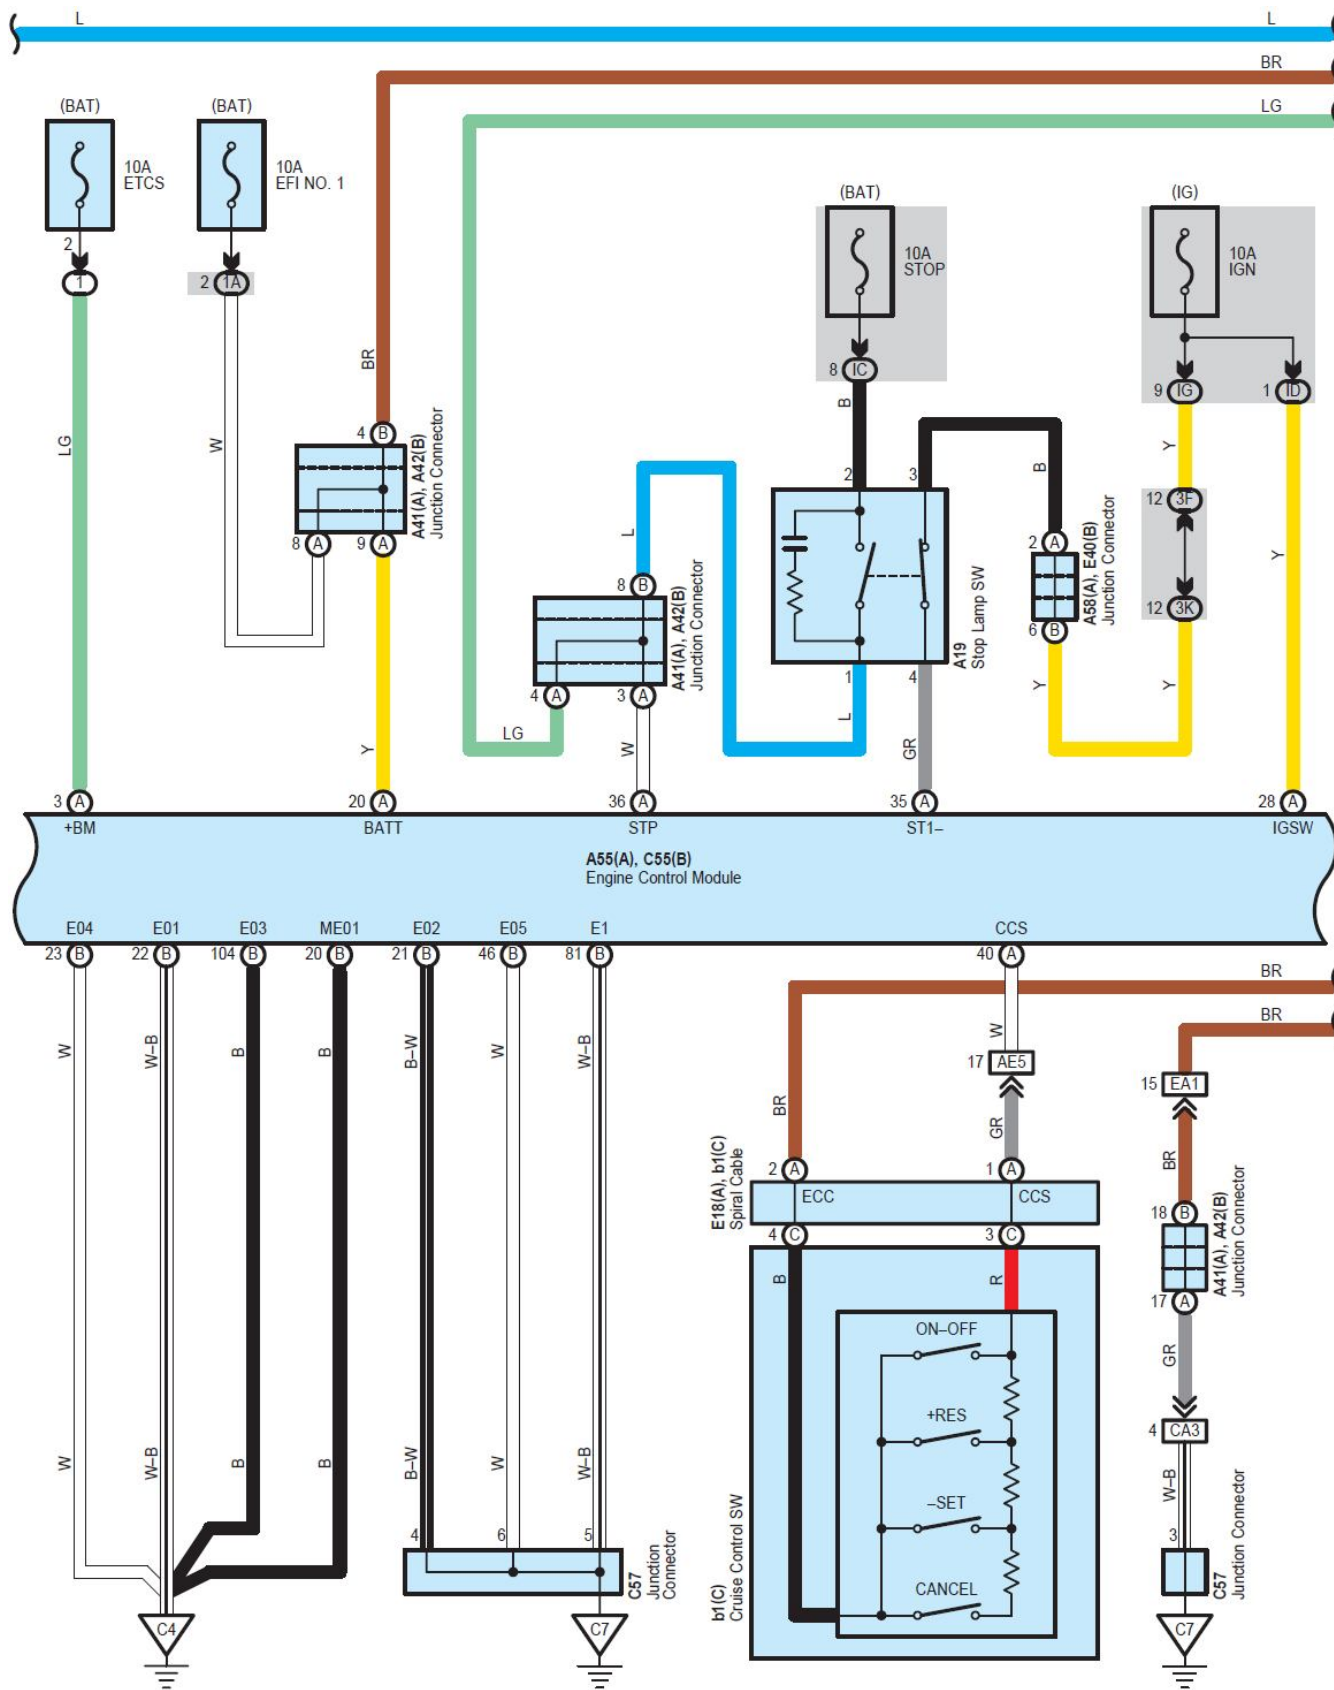 L
L
BR
LG
(BAT)
(BAT)
10A
ETCS
10A
EFI NO. 1
(BAT)
(IG)
10A
STOP
10A
IGN
2
1
2 1A
8 IC
9 IG
1 ID
BR
LG
W
B
B
Y
Y
4 B
A41(A), A42(B)
Junction Connector
8 A
9 A
2
3
12 3F
12 3K
L
8 B
A41(A), A42(B)
Junction Connector
4 A
3 A
A19
Stop Lamp SW
1
4
2 A
A58(A), E40(B)
Junction Connector
6 B
Y
LG
W
L
GR
Y
Y
3 A
20 A
36 A
35 A
28 A
+BM
BATT
STP
ST1–
IGSW
A55(A), C55(B)
Engine Control Module
E04
E01
E03
ME01
E02
E05
E1
CCS
23 B
22 B
104 B
20 B
21 B
46 B
81 B
40 A
BR
BR
W
W–B
B
B
B–W
W
W–B
W
17 AE5
15 EA1
BR
GR
BR
E18(A), b1(C)
Spiral Cable
2 A
1 A
ECC
CCS
4 C
3 C
18 B
A41(A), A42(B)
Junction Connector
17 A
B
R
GR
ON–OFF
+RES
–SET
CANCEL
b1(C)
Cruise Control SW
4 CA3
W–B
W
W–B
B
B
B–W
W
W–B
4
6
5
C57
Junction
Connector
3
C57
Junction Connector
C4
C7
C7